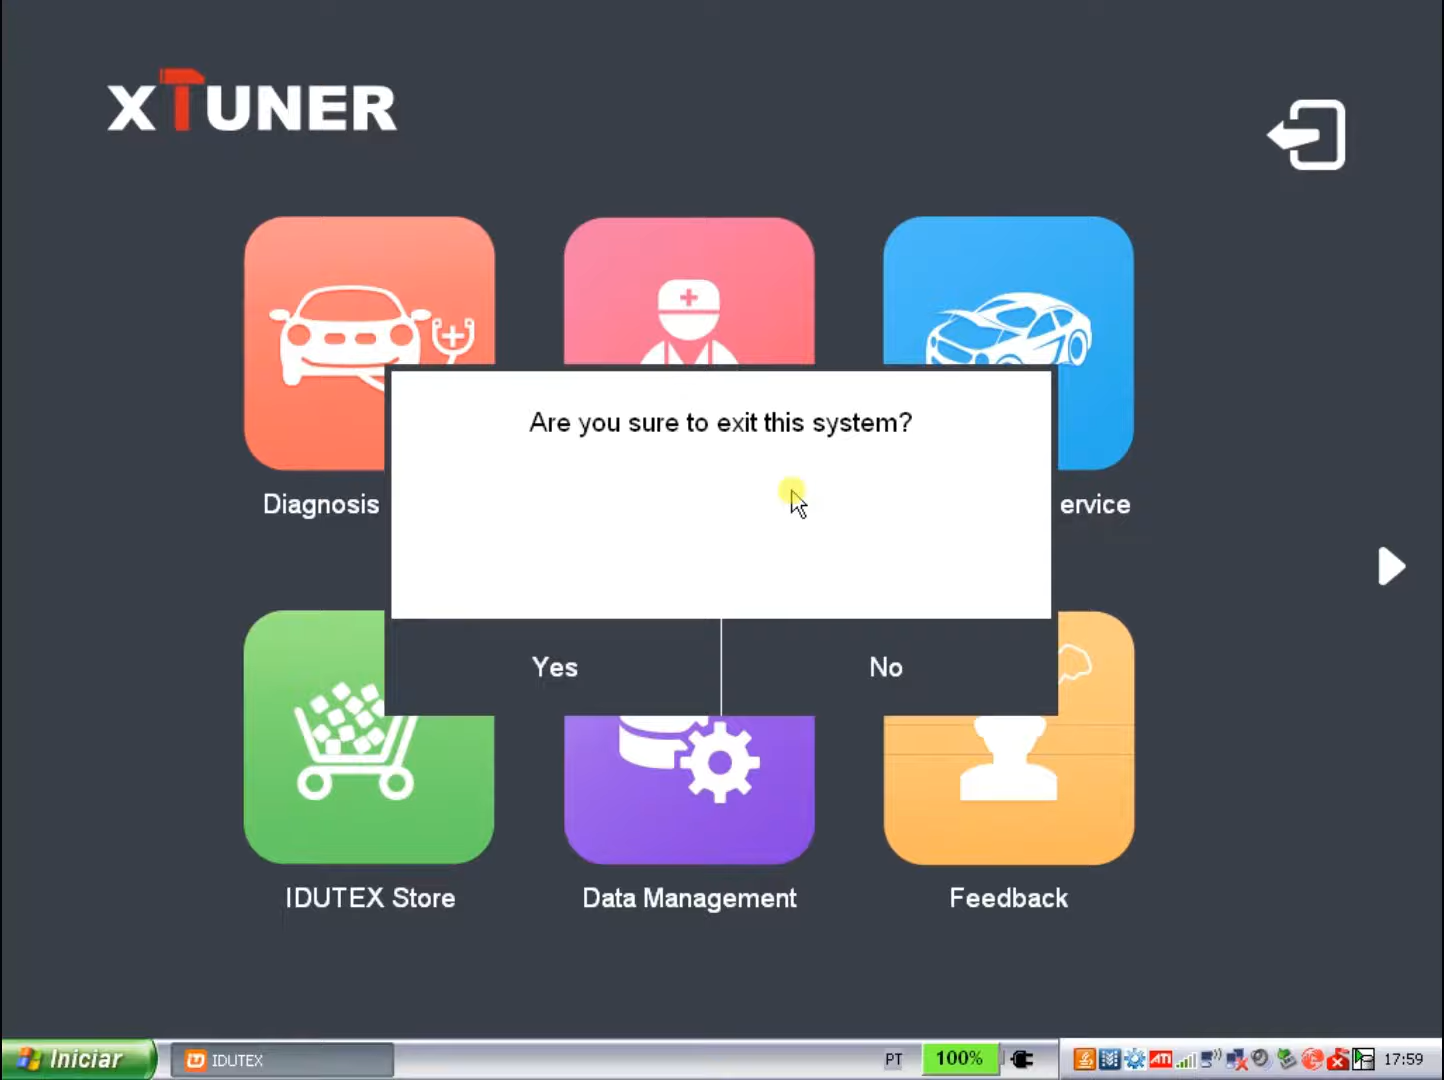 XTUNER
Are you sure to exit this system?
Diagnosis
ervice
Yes
No
IDUTEX Store
Data Management
Feedback
Iniciar
IDUTEX
PT
100%
ATI
17:59